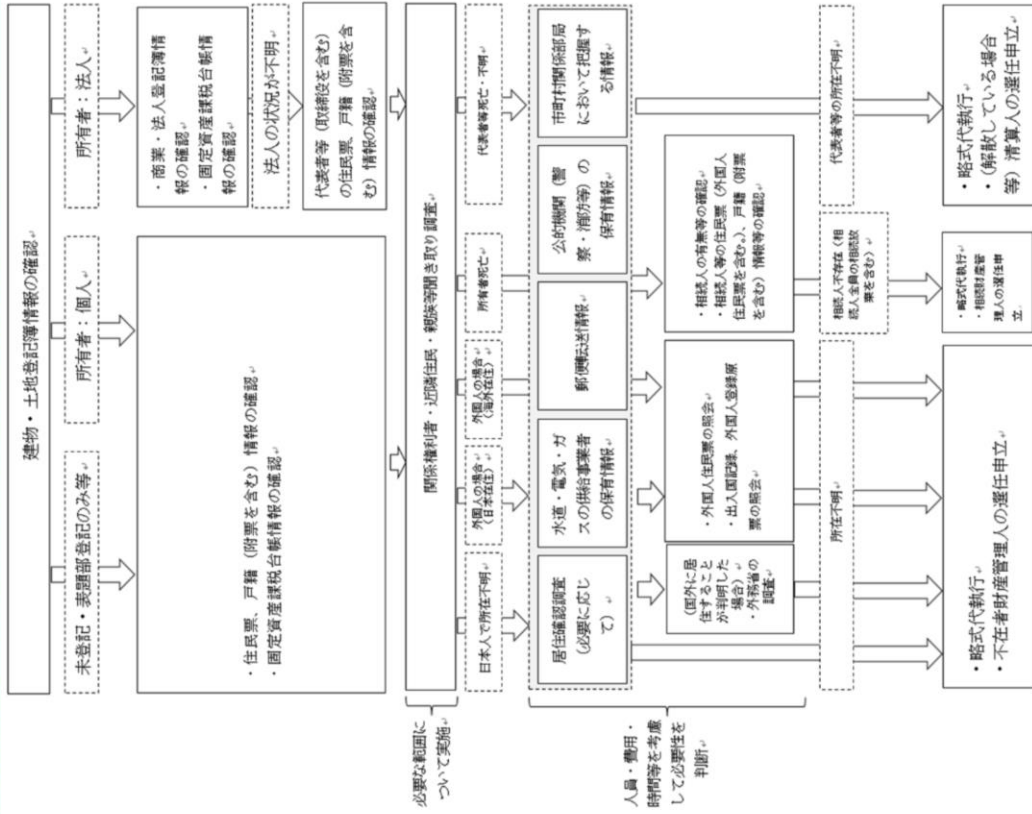 建物・土地登記簿情報の確認
未登記・表題部登記のみ等
所有者：個人
所有者：法人
・住民票、戸籍（附票を含む）情報の確認
・固定資産課税台帳情報の確認
・商業・法人登記簿情
報の確認
・固定資産課税台帳情
報の確認
法人の状況が不明
代表者等（取締役を含む）
の住民票、戸籍（附票を含
む）情報の確認
必要な範囲に
ついて実施
関係権利者・近隣住民・親族等聞き取り調査
日本人で所在不明
外国人の場合
（日本在住）
外国人の場合
（海外在住）
所有者死亡
代表者等死亡・不明
人員・費用・
時間等を考慮
して必要性を
判断
居住確認調査
（必要に応じ
て）
水道・電気・ガ
スの供給事業者
の保有情報
郵便転送情報
公的機関（警
察・消防等）の
保有情報
市町村関係部局
において把握す
る情報
（国外に居
住すること
が判明した
場合）
・外務省の
調査
・外国人住民票の照会
・出入国記録、外国人登録原
票の照会
・相続人の有無等の確認
・相続人等の住民票（外国人
住民票を含む。）、戸籍（附票
を含む）情報等の確認
所在不明
相続人不存在（相
続人全員の相続放
棄を含む）
代表者等の所在不明
・略式代執行
・不在者財産管理人の選任申立
・略式代執行
・相続財産管
理人の選任申
立
・略式代執行
・（解散している場合
等）清算人の選任申立